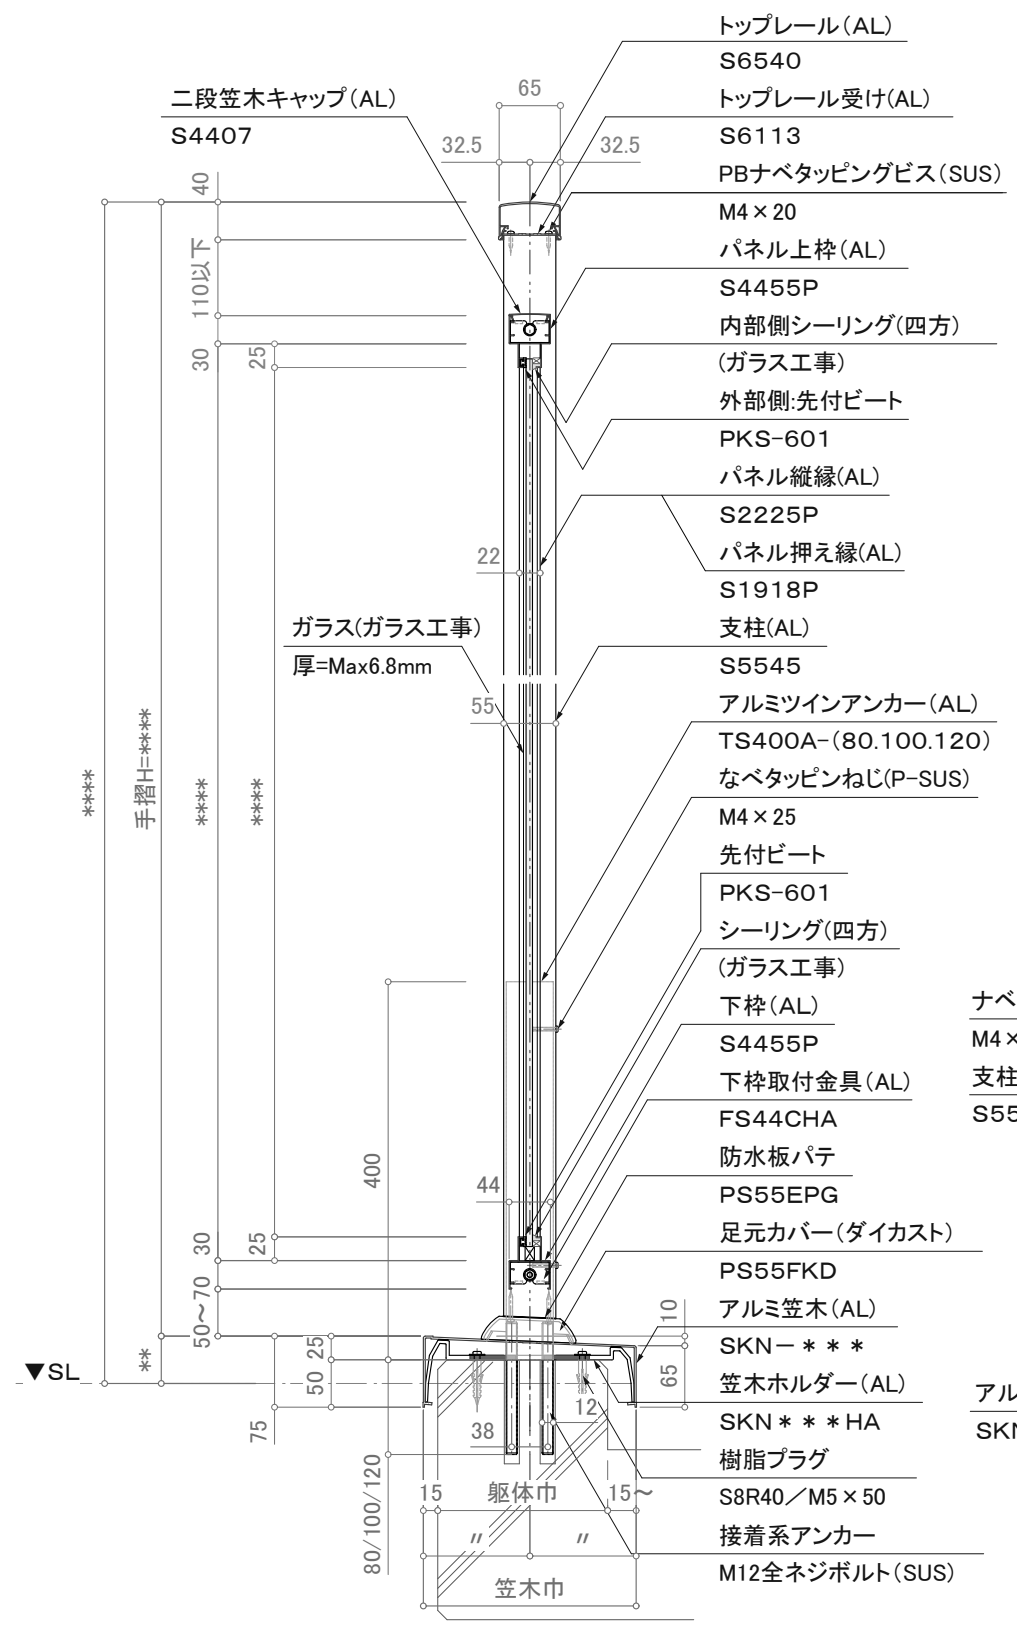 トップレール（AL）
S6540
二段笠木キャップ（AL）
S4407
トップレール受け（AL）
S6113
PBナベタッピングビス（SUS）
M4×20
パネル上枠（AL）
S4455P
内部側シーリング（四方）
（ガラス工事）
外部側:先付ビート
PKS-601
パネル縦縁(AL)
S2225P
パネル押え縁(AL)
S1918P
ガラス(ガラス工事)
厚=Max6.8mm
支柱(AL)
S5545
アルミツインアンカー（AL）
TS400A-(80.100.120)
なべタッピンねじ(P-SUS)
M4×25
先付ビート
PKS-601
シーリング（四方）
（ガラス工事）
下枠（AL）
S4455P
下枠取付金具（AL）
FS44CHA
防水板パテ
PS55EPG
足元カバー（ダイカスト）
PS55FKD
アルミ笠木（AL）
SKN－＊＊＊
笠木ホルダー（AL）
SKN＊＊＊HA
樹脂プラグ
S8R40／M5×50
接着系アンカー
M12全ネジボルト（SUS）
ナベ
M4×
支柱
S55
アル
SKN
65
32.5
32.5
40
110以下
30
25
22
55
****
手摺H=****
****
****
400
44
30
25
50～70
25
50
75
**
▼SL
10
65
12
38
80/100/120
15
躯体巾
15～
〃
〃
笠木巾